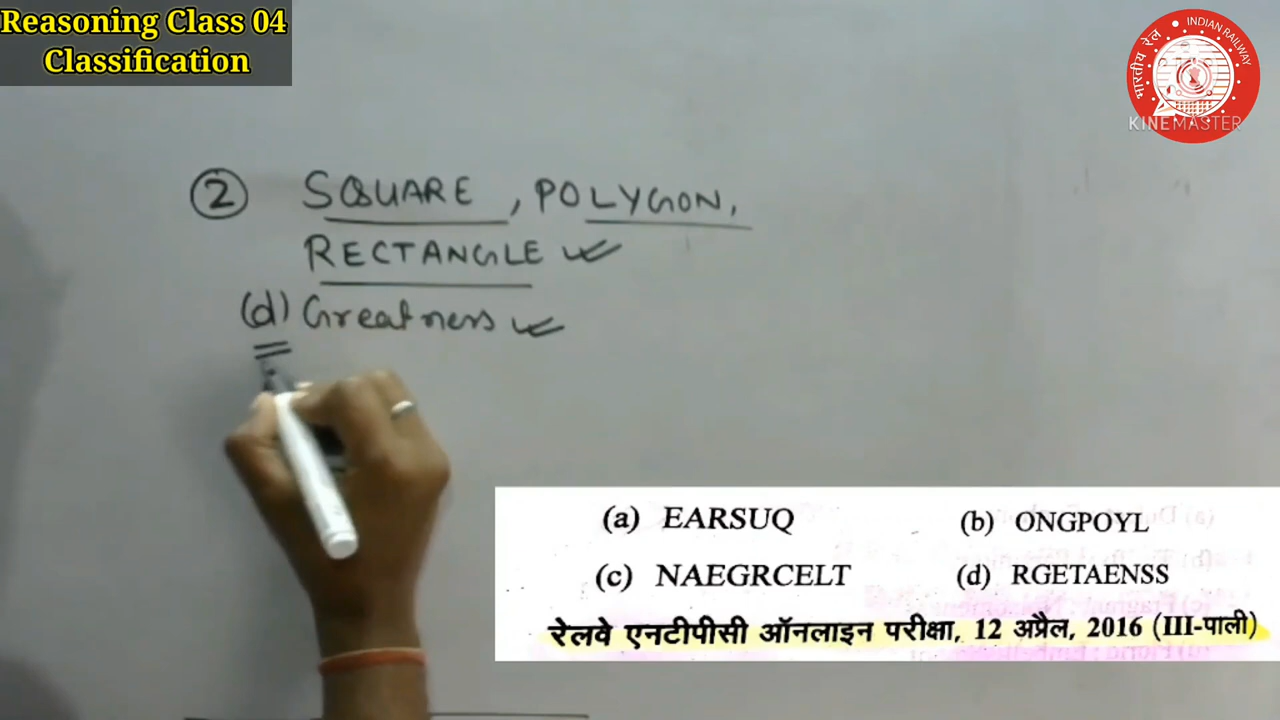 Reasoning Class 04
Classification
भारतीय रेल INDIAN RAILWAY
KINEMASTER
② SQUARE, POLYGON,
RECTANGLE
(d) Greatness
(a) EARSUQ (b) ONGPOYL
(c) NAEGRCELT (d) RGETAENSS
रेलवे एनटीपीसी ऑनलाइन परीक्षा, 12 अप्रैल, 2016 (III-पाली)